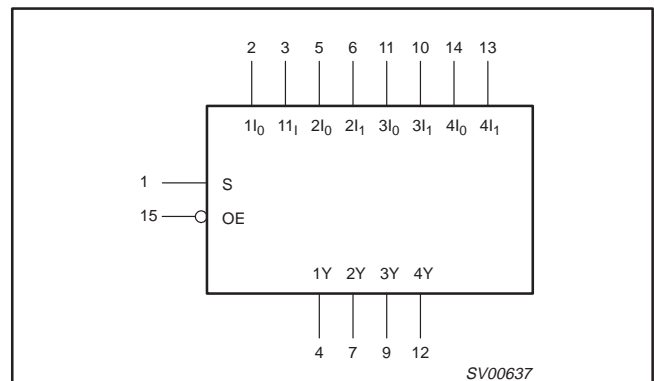 2 3 5 6 11 10 14 13
1I₀ 11₁ 2I₀ 2I₁ 3I₀ 3I₁ 4I₀ 4I₁
1 S
15 OE
1Y 2Y 3Y 4Y
4 7 9 12
SV00637